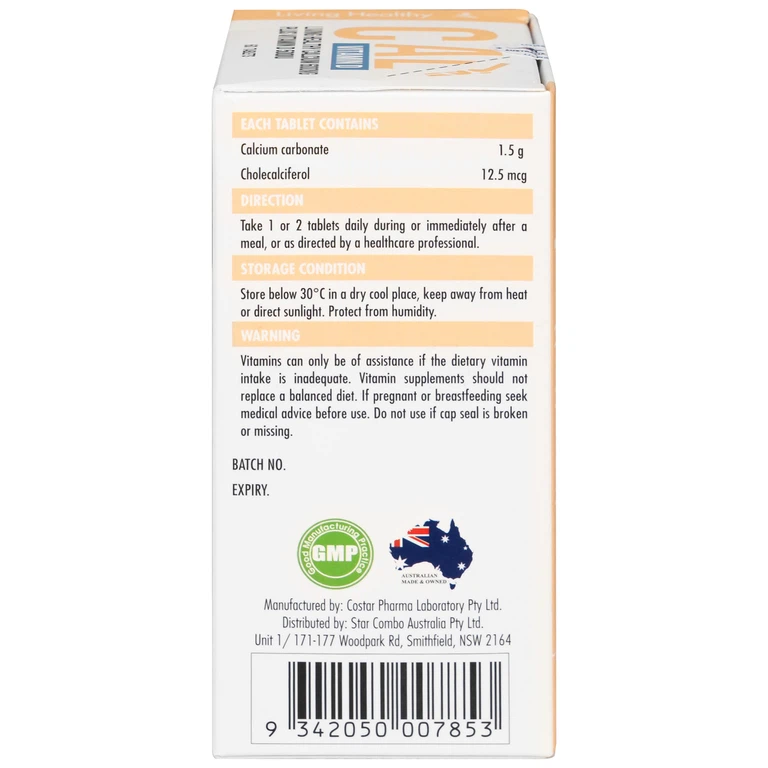 Living Healthy
CAL
VITAMIN D
EACH TABLET CONTAINS
Calcium carbonate 1.5 g
Cholecalciferol 12.5 mcg
DIRECTION
Take 1 or 2 tablets daily during or immediately after a
meal, or as directed by a healthcare professional.
STORAGE CONDITION
Store below 30°C in a dry cool place, keep away from heat
or direct sunlight. Protect from humidity.
WARNING
Vitamins can only be of assistance if the dietary vitamin
intake is inadequate. Vitamin supplements should not
replace a balanced diet. If pregnant or breastfeeding seek
medical advice before use. Do not use if cap seal is broken
or missing.
BATCH NO.
EXPIRY.
Good Manufacturing Practice
GMP
AUSTRALIAN
MADE & OWNED
Manufactured by: Costar Pharma Laboratory Pty Ltd.
Distributed by: Star Combo Australia Pty Ltd.
Unit 1/ 171-177 Woodpark Rd, Smithfield, NSW 2164
9 342050 007853